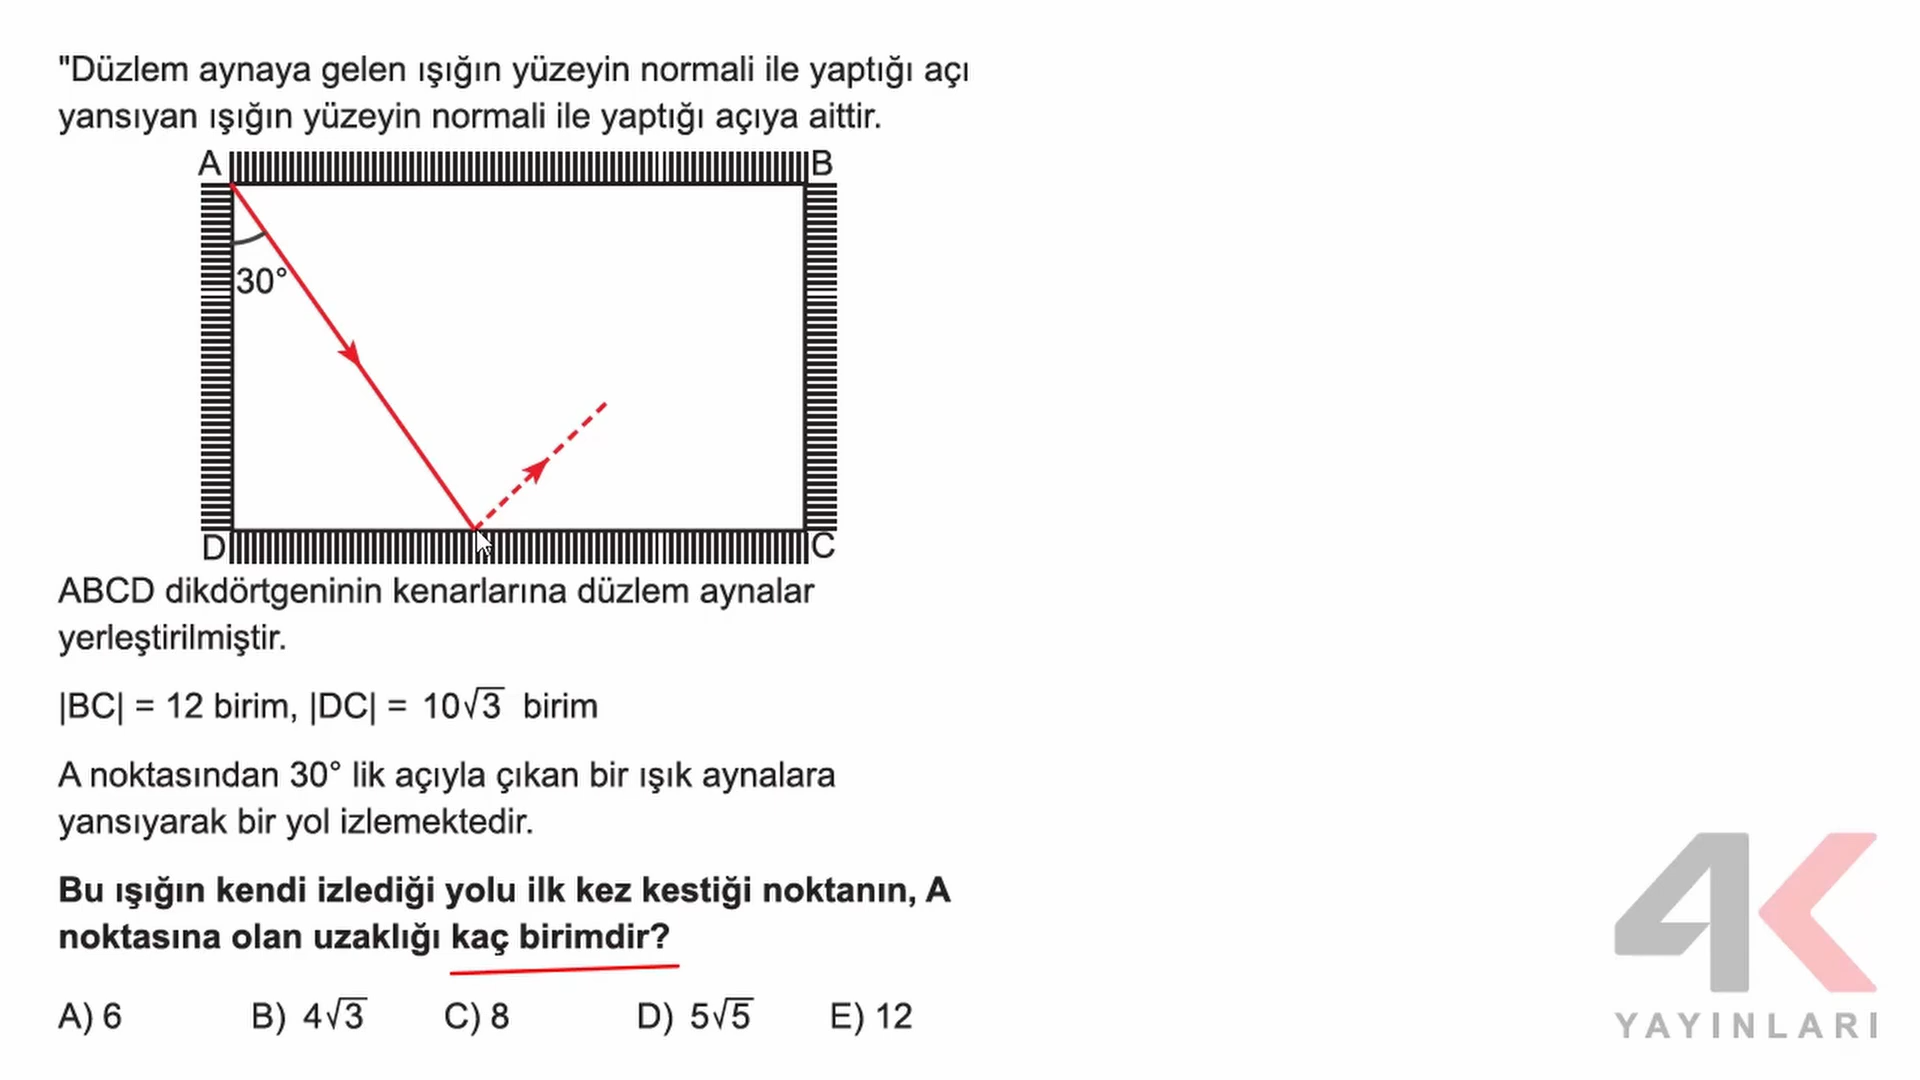 "Düzlem aynaya gelen ışığın yüzeyin normali ile yaptığı açı
yansıyan ışığın yüzeyin normali ile yaptığı açıya aittir.
A B
30°
D C
ABCD dikdörtgeninin kenarlarına düzlem aynalar
yerleştirilmiştir.
|BC| = 12 birim, |DC| = 10√3 birim
A noktasından 30° lik açıyla çıkan bir ışık aynalara
yansıyarak bir yol izlemektedir.
Bu ışığın kendi izlediği yolu ilk kez kestiği noktanın, A
noktasına olan uzaklığı kaç birimdir?
A) 6 B) 4√3 C) 8 D) 5√5 E) 12
4K
YAYINLARI